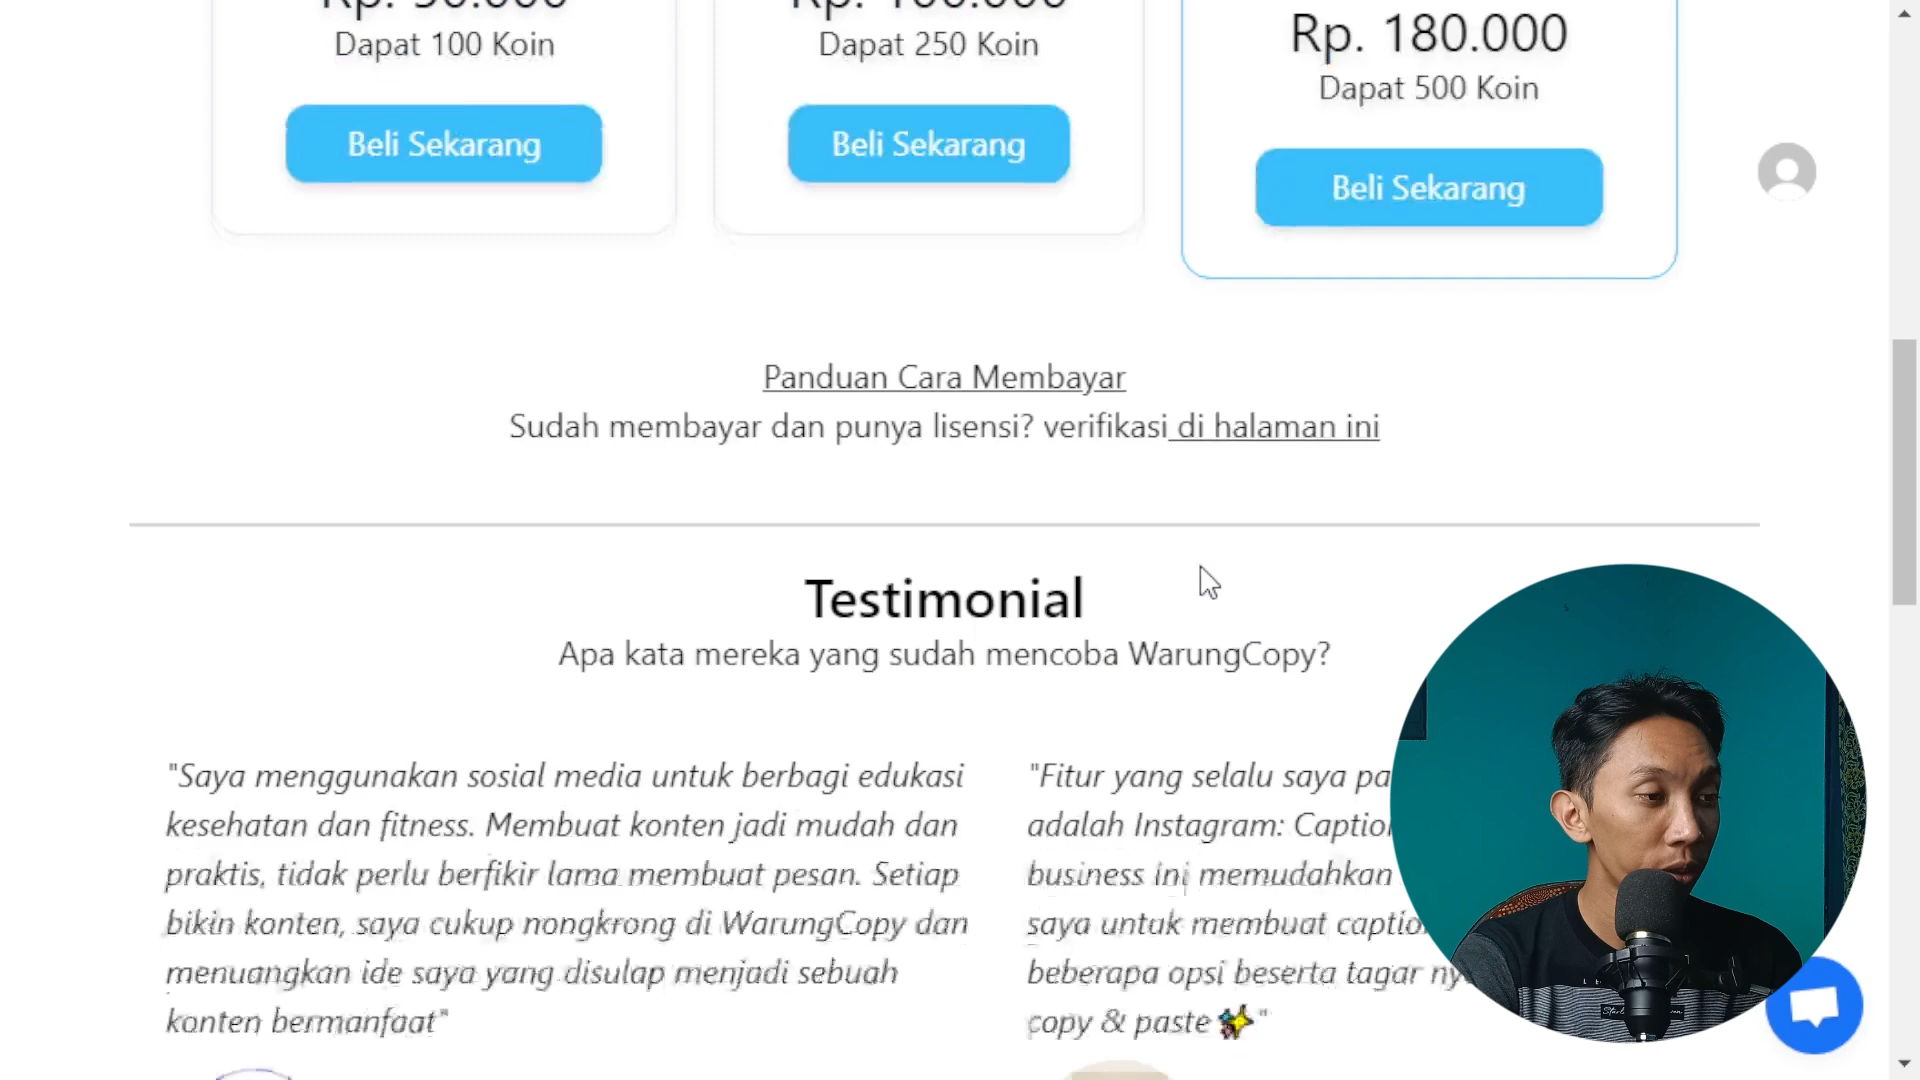 Rp. 180.000
Dapat 100 Koin
Dapat 250 Koin
Dapat 500 Koin
Beli Sekarang
Beli Sekarang
Beli Sekarang
Panduan Cara Membayar
Sudah membayar dan punya lisensi? verifikasi di halaman ini
Testimonial
Apa kata mereka yang sudah mencoba WarungCopy?
"Saya menggunakan sosial media untuk berbagi edukasi
kesehatan dan fitness. Membuat konten jadi mudah dan
praktis, tidak perlu berfikir lama membuat pesan. Setiap
bikin konten, saya cukup nongkrong di WarungCopy dan
menuangkan ide saya yang disulap menjadi sebuah
konten bermanfaat"
"Fitur yang selalu saya
adalah Instagram:
business ini memudahkan
saya untuk membuat
beberapa opsi beserta tagar
copy & paste ✨"